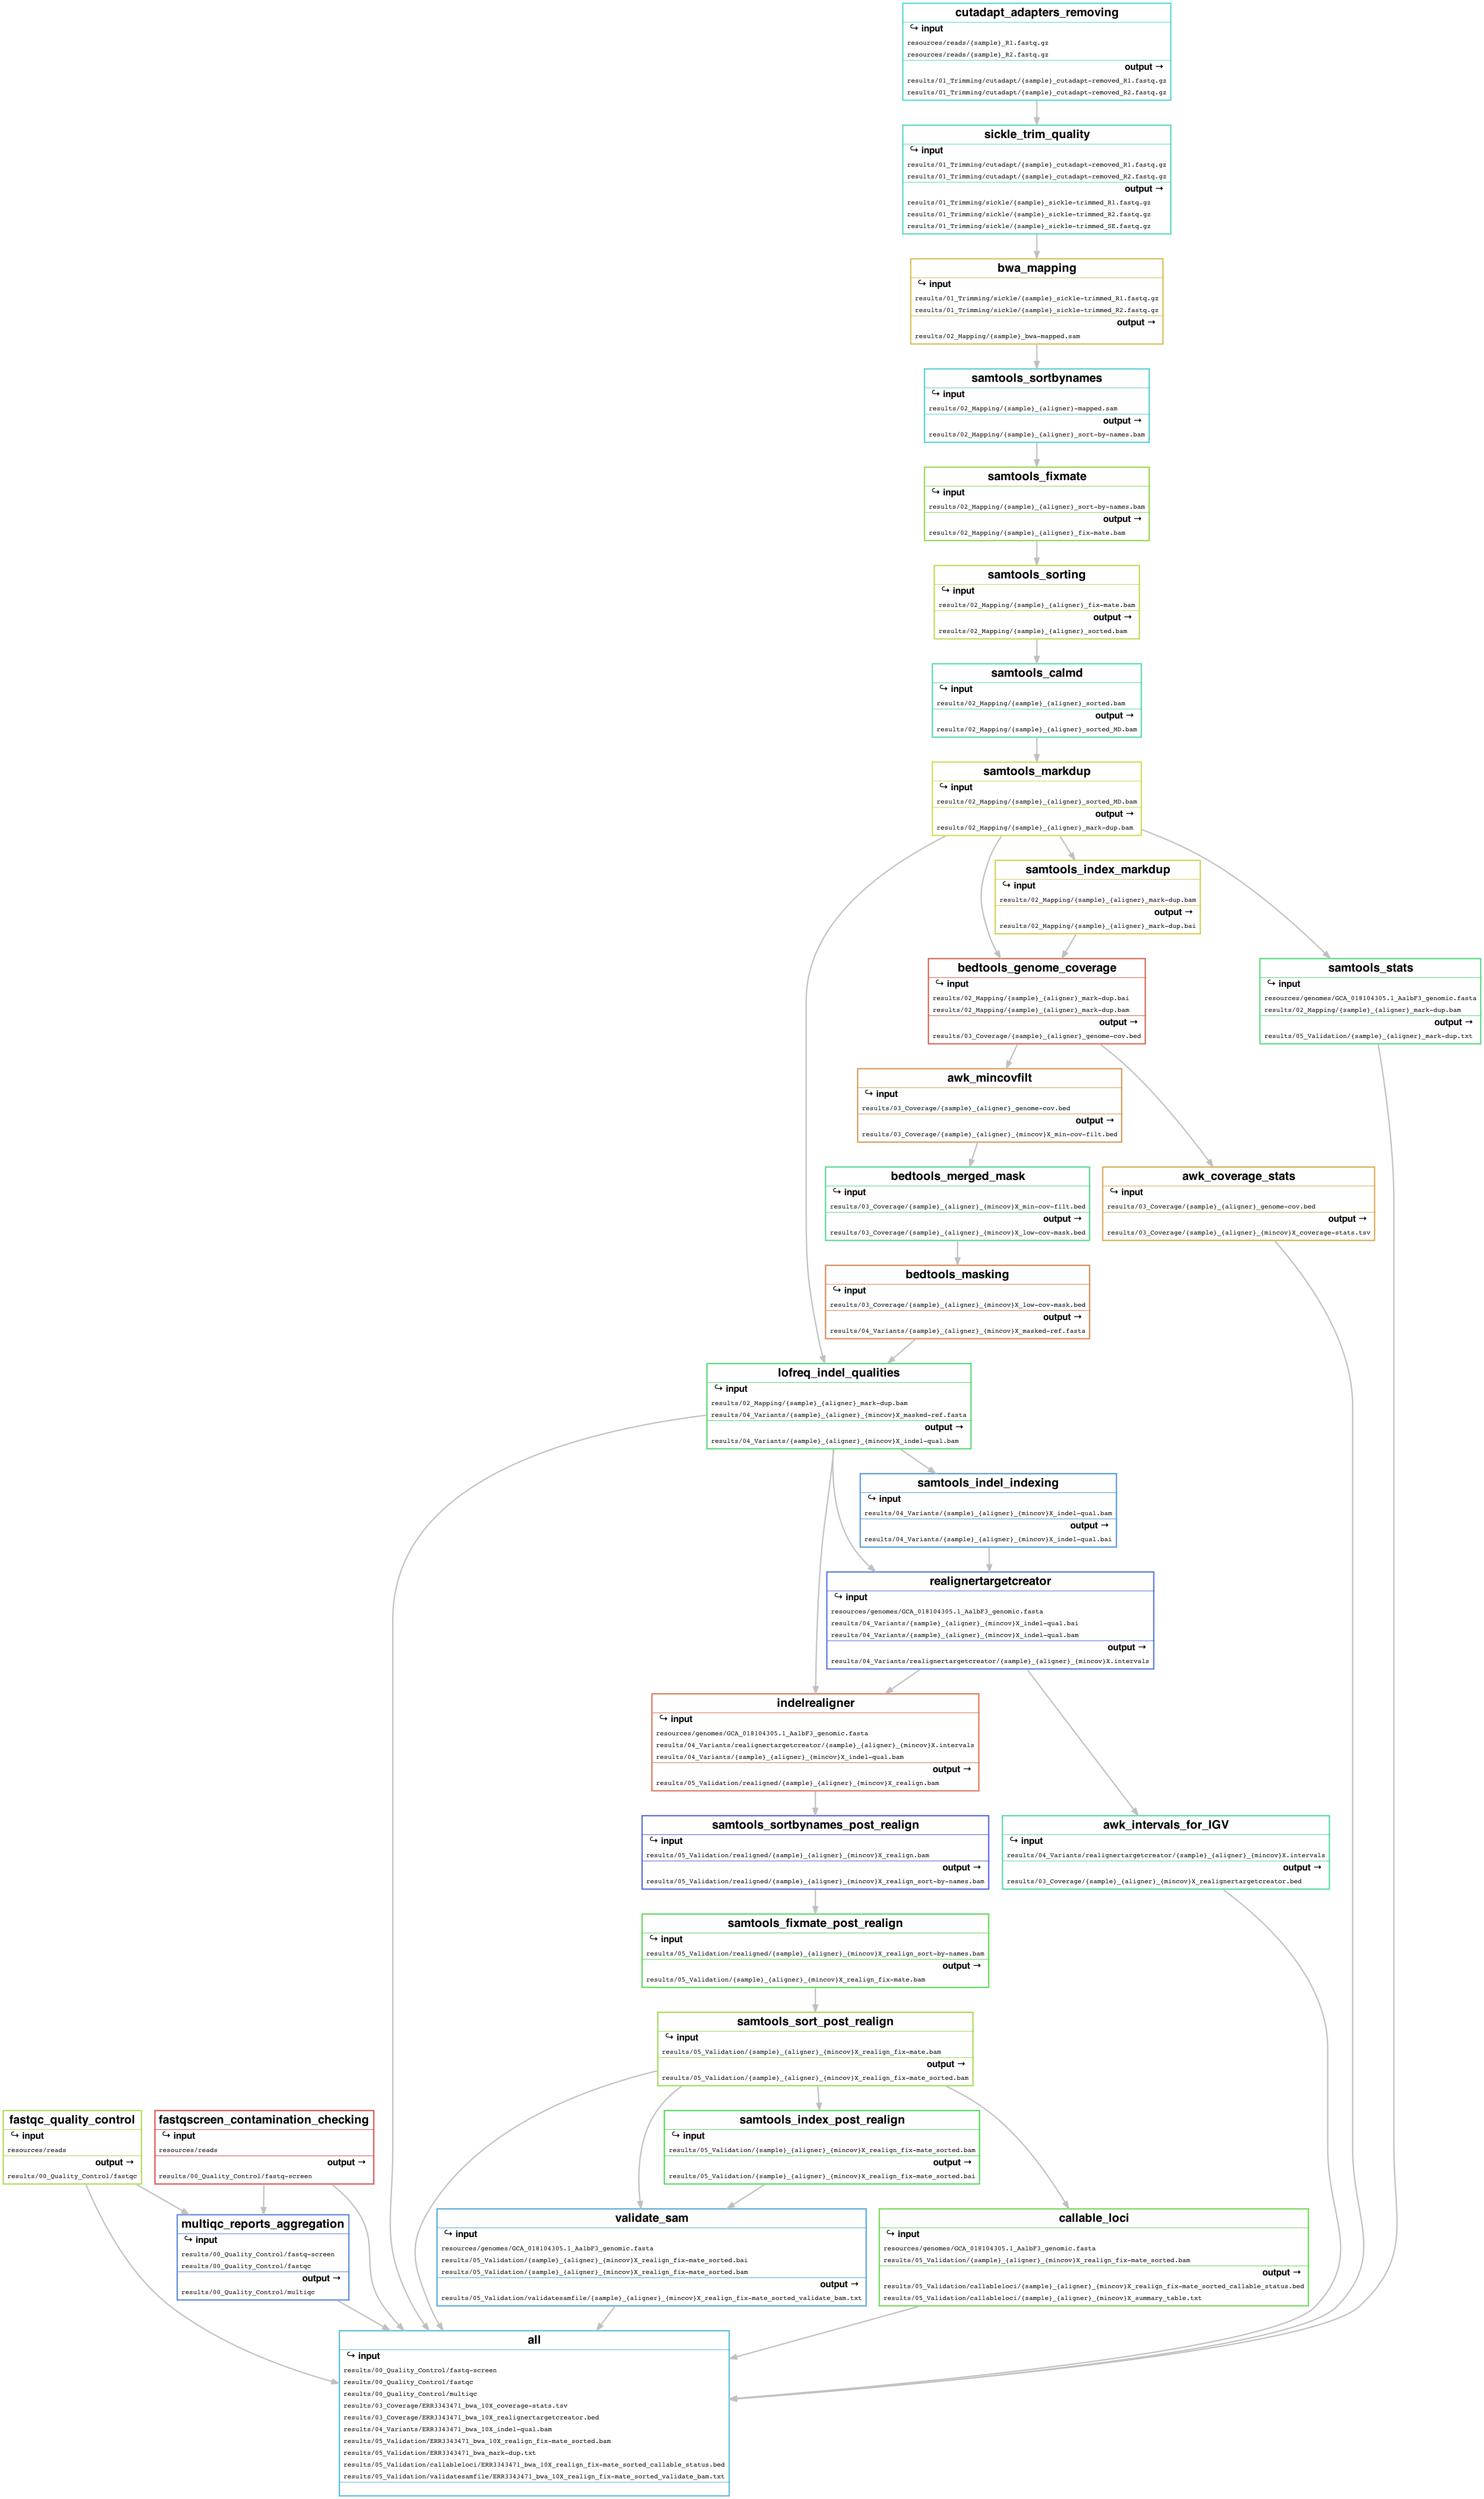 cutadapt_adapters_removing
↪ input
resources/reads/{sample}_R1.fastq.gz
resources/reads/{sample}_R2.fastq.gz
output →
results/01_Trimming/cutadapt/{sample}_cutadapt-removed_R1.fastq.gz
results/01_Trimming/cutadapt/{sample}_cutadapt-removed_R2.fastq.gz
sickle_trim_quality
↪ input
results/01_Trimming/cutadapt/{sample}_cutadapt-removed_R1.fastq.gz
results/01_Trimming/cutadapt/{sample}_cutadapt-removed_R2.fastq.gz
output →
results/01_Trimming/sickle/{sample}_sickle-trimmed_R1.fastq.gz
results/01_Trimming/sickle/{sample}_sickle-trimmed_R2.fastq.gz
results/01_Trimming/sickle/{sample}_sickle-trimmed_SE.fastq.gz
bwa_mapping
↪ input
results/01_Trimming/sickle/{sample}_sickle-trimmed_R1.fastq.gz
results/01_Trimming/sickle/{sample}_sickle-trimmed_R2.fastq.gz
output →
results/02_Mapping/{sample}_bwa-mapped.sam
samtools_sortbynames
↪ input
results/02_Mapping/{sample}_{aligner}-mapped.sam
output →
results/02_Mapping/{sample}_{aligner}_sort-by-names.bam
samtools_fixmate
↪ input
results/02_Mapping/{sample}_{aligner}_sort-by-names.bam
output →
results/02_Mapping/{sample}_{aligner}_fix-mate.bam
samtools_sorting
↪ input
results/02_Mapping/{sample}_{aligner}_fix-mate.bam
output →
results/02_Mapping/{sample}_{aligner}_sorted.bam
samtools_calmd
↪ input
results/02_Mapping/{sample}_{aligner}_sorted.bam
output →
results/02_Mapping/{sample}_{aligner}_sorted_MD.bam
samtools_markdup
↪ input
results/02_Mapping/{sample}_{aligner}_sorted_MD.bam
output →
results/02_Mapping/{sample}_{aligner}_mark-dup.bam
samtools_index_markdup
↪ input
results/02_Mapping/{sample}_{aligner}_mark-dup.bam
output →
results/02_Mapping/{sample}_{aligner}_mark-dup.bai
bedtools_genome_coverage
↪ input
results/02_Mapping/{sample}_{aligner}_mark-dup.bai
results/02_Mapping/{sample}_{aligner}_mark-dup.bam
output →
results/03_Coverage/{sample}_{aligner}_genome-cov.bed
samtools_stats
↪ input
resources/genomes/GCA_018104305.1_AalbF3_genomic.fasta
results/02_Mapping/{sample}_{aligner}_mark-dup.bam
output →
results/05_Validation/{sample}_{aligner}_mark-dup.txt
awk_mincovfilt
↪ input
results/03_Coverage/{sample}_{aligner}_genome-cov.bed
output →
results/03_Coverage/{sample}_{aligner}_{mincov}X_min-cov-filt.bed
bedtools_merged_mask
↪ input
results/03_Coverage/{sample}_{aligner}_{mincov}X_min-cov-filt.bed
output →
results/03_Coverage/{sample}_{aligner}_{mincov}X_low-cov-mask.bed
awk_coverage_stats
↪ input
results/03_Coverage/{sample}_{aligner}_genome-cov.bed
output →
results/03_Coverage/{sample}_{aligner}_{mincov}X_coverage-stats.tsv
bedtools_masking
↪ input
results/03_Coverage/{sample}_{aligner}_{mincov}X_low-cov-mask.bed
output →
results/04_Variants/{sample}_{aligner}_{mincov}X_masked-ref.fasta
lofreq_indel_qualities
↪ input
results/02_Mapping/{sample}_{aligner}_mark-dup.bam
results/04_Variants/{sample}_{aligner}_{mincov}X_masked-ref.fasta
output →
results/04_Variants/{sample}_{aligner}_{mincov}X_indel-qual.bam
samtools_indel_indexing
↪ input
results/04_Variants/{sample}_{aligner}_{mincov}X_indel-qual.bam
output →
results/04_Variants/{sample}_{aligner}_{mincov}X_indel-qual.bai
realignertargetcreator
↪ input
resources/genomes/GCA_018104305.1_AalbF3_genomic.fasta
results/04_Variants/{sample}_{aligner}_{mincov}X_indel-qual.bai
results/04_Variants/{sample}_{aligner}_{mincov}X_indel-qual.bam
output →
results/04_Variants/realignertargetcreator/{sample}_{aligner}_{mincov}X.intervals
indelrealigner
↪ input
resources/genomes/GCA_018104305.1_AalbF3_genomic.fasta
results/04_Variants/realignertargetcreator/{sample}_{aligner}_{mincov}X.intervals
results/04_Variants/{sample}_{aligner}_{mincov}X_indel-qual.bam
output →
results/05_Validation/realigned/{sample}_{aligner}_{mincov}X_realign.bam
samtools_sortbynames_post_realign
↪ input
results/05_Validation/realigned/{sample}_{aligner}_{mincov}X_realign.bam
output →
results/05_Validation/realigned/{sample}_{aligner}_{mincov}X_realign_sort-by-names.bam
awk_intervals_for_IGV
↪ input
results/04_Variants/realignertargetcreator/{sample}_{aligner}_{mincov}X.intervals
output →
results/03_Coverage/{sample}_{aligner}_{mincov}X_realignertargetcreator.bed
samtools_fixmate_post_realign
↪ input
results/05_Validation/realigned/{sample}_{aligner}_{mincov}X_realign_sort-by-names.bam
output →
results/05_Validation/{sample}_{aligner}_{mincov}X_realign_fix-mate.bam
samtools_sort_post_realign
↪ input
results/05_Validation/{sample}_{aligner}_{mincov}X_realign_fix-mate.bam
output →
results/05_Validation/{sample}_{aligner}_{mincov}X_realign_fix-mate_sorted.bam
fastqc_quality_control
↪ input
resources/reads
output →
results/00_Quality_Control/fastqc
fastqscreen_contamination_checking
↪ input
resources/reads
output →
results/00_Quality_Control/fastq-screen
samtools_index_post_realign
↪ input
results/05_Validation/{sample}_{aligner}_{mincov}X_realign_fix-mate_sorted.bam
output →
results/05_Validation/{sample}_{aligner}_{mincov}X_realign_fix-mate_sorted.bai
multiqc_reports_aggregation
↪ input
results/00_Quality_Control/fastq-screen
results/00_Quality_Control/fastqc
output →
results/00_Quality_Control/multiqc
validate_sam
↪ input
resources/genomes/GCA_018104305.1_AalbF3_genomic.fasta
results/05_Validation/{sample}_{aligner}_{mincov}X_realign_fix-mate_sorted.bai
results/05_Validation/{sample}_{aligner}_{mincov}X_realign_fix-mate_sorted.bam
output →
results/05_Validation/validatesamfile/{sample}_{aligner}_{mincov}X_realign_fix-mate_sorted_validate_bam.txt
callable_loci
↪ input
resources/genomes/GCA_018104305.1_AalbF3_genomic.fasta
results/05_Validation/{sample}_{aligner}_{mincov}X_realign_fix-mate_sorted.bam
output →
results/05_Validation/callableloci/{sample}_{aligner}_{mincov}X_realign_fix-mate_sorted_callable_status.bed
results/05_Validation/callableloci/{sample}_{aligner}_{mincov}X_summary_table.txt
all
↪ input
results/00_Quality_Control/fastq-screen
results/00_Quality_Control/fastqc
results/00_Quality_Control/multiqc
results/03_Coverage/ERR3343471_bwa_10X_coverage-stats.tsv
results/03_Coverage/ERR3343471_bwa_10X_realignertargetcreator.bed
results/04_Variants/ERR3343471_bwa_10X_indel-qual.bam
results/05_Validation/ERR3343471_bwa_10X_realign_fix-mate_sorted.bam
results/05_Validation/ERR3343471_bwa_mark-dup.txt
results/05_Validation/callableloci/ERR3343471_bwa_10X_realign_fix-mate_sorted_callable_status.bed
results/05_Validation/validatesamfile/ERR3343471_bwa_10X_realign_fix-mate_sorted_validate_bam.txt